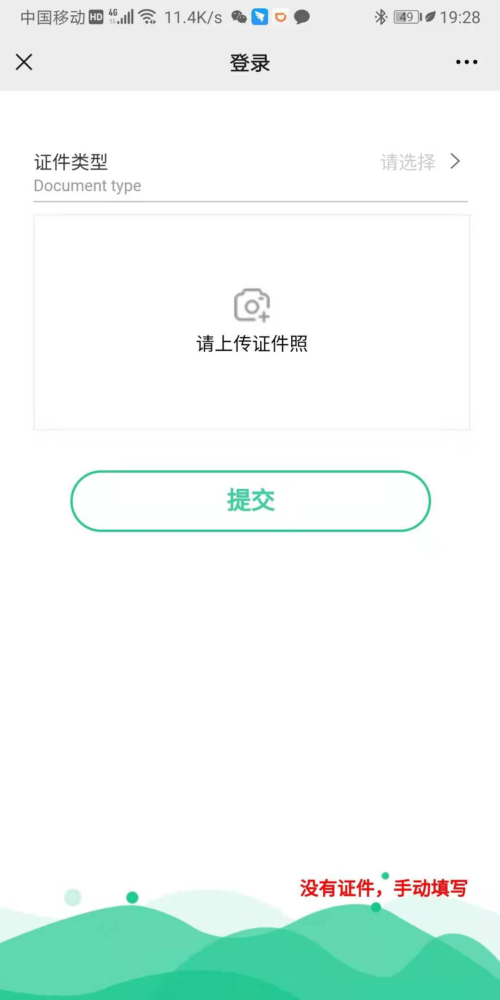 中国移动 HD 4G 11.4K/s 49 19:28
登录
证件类型 请选择
Document type
请上传证件照
提交
没有证件，手动填写